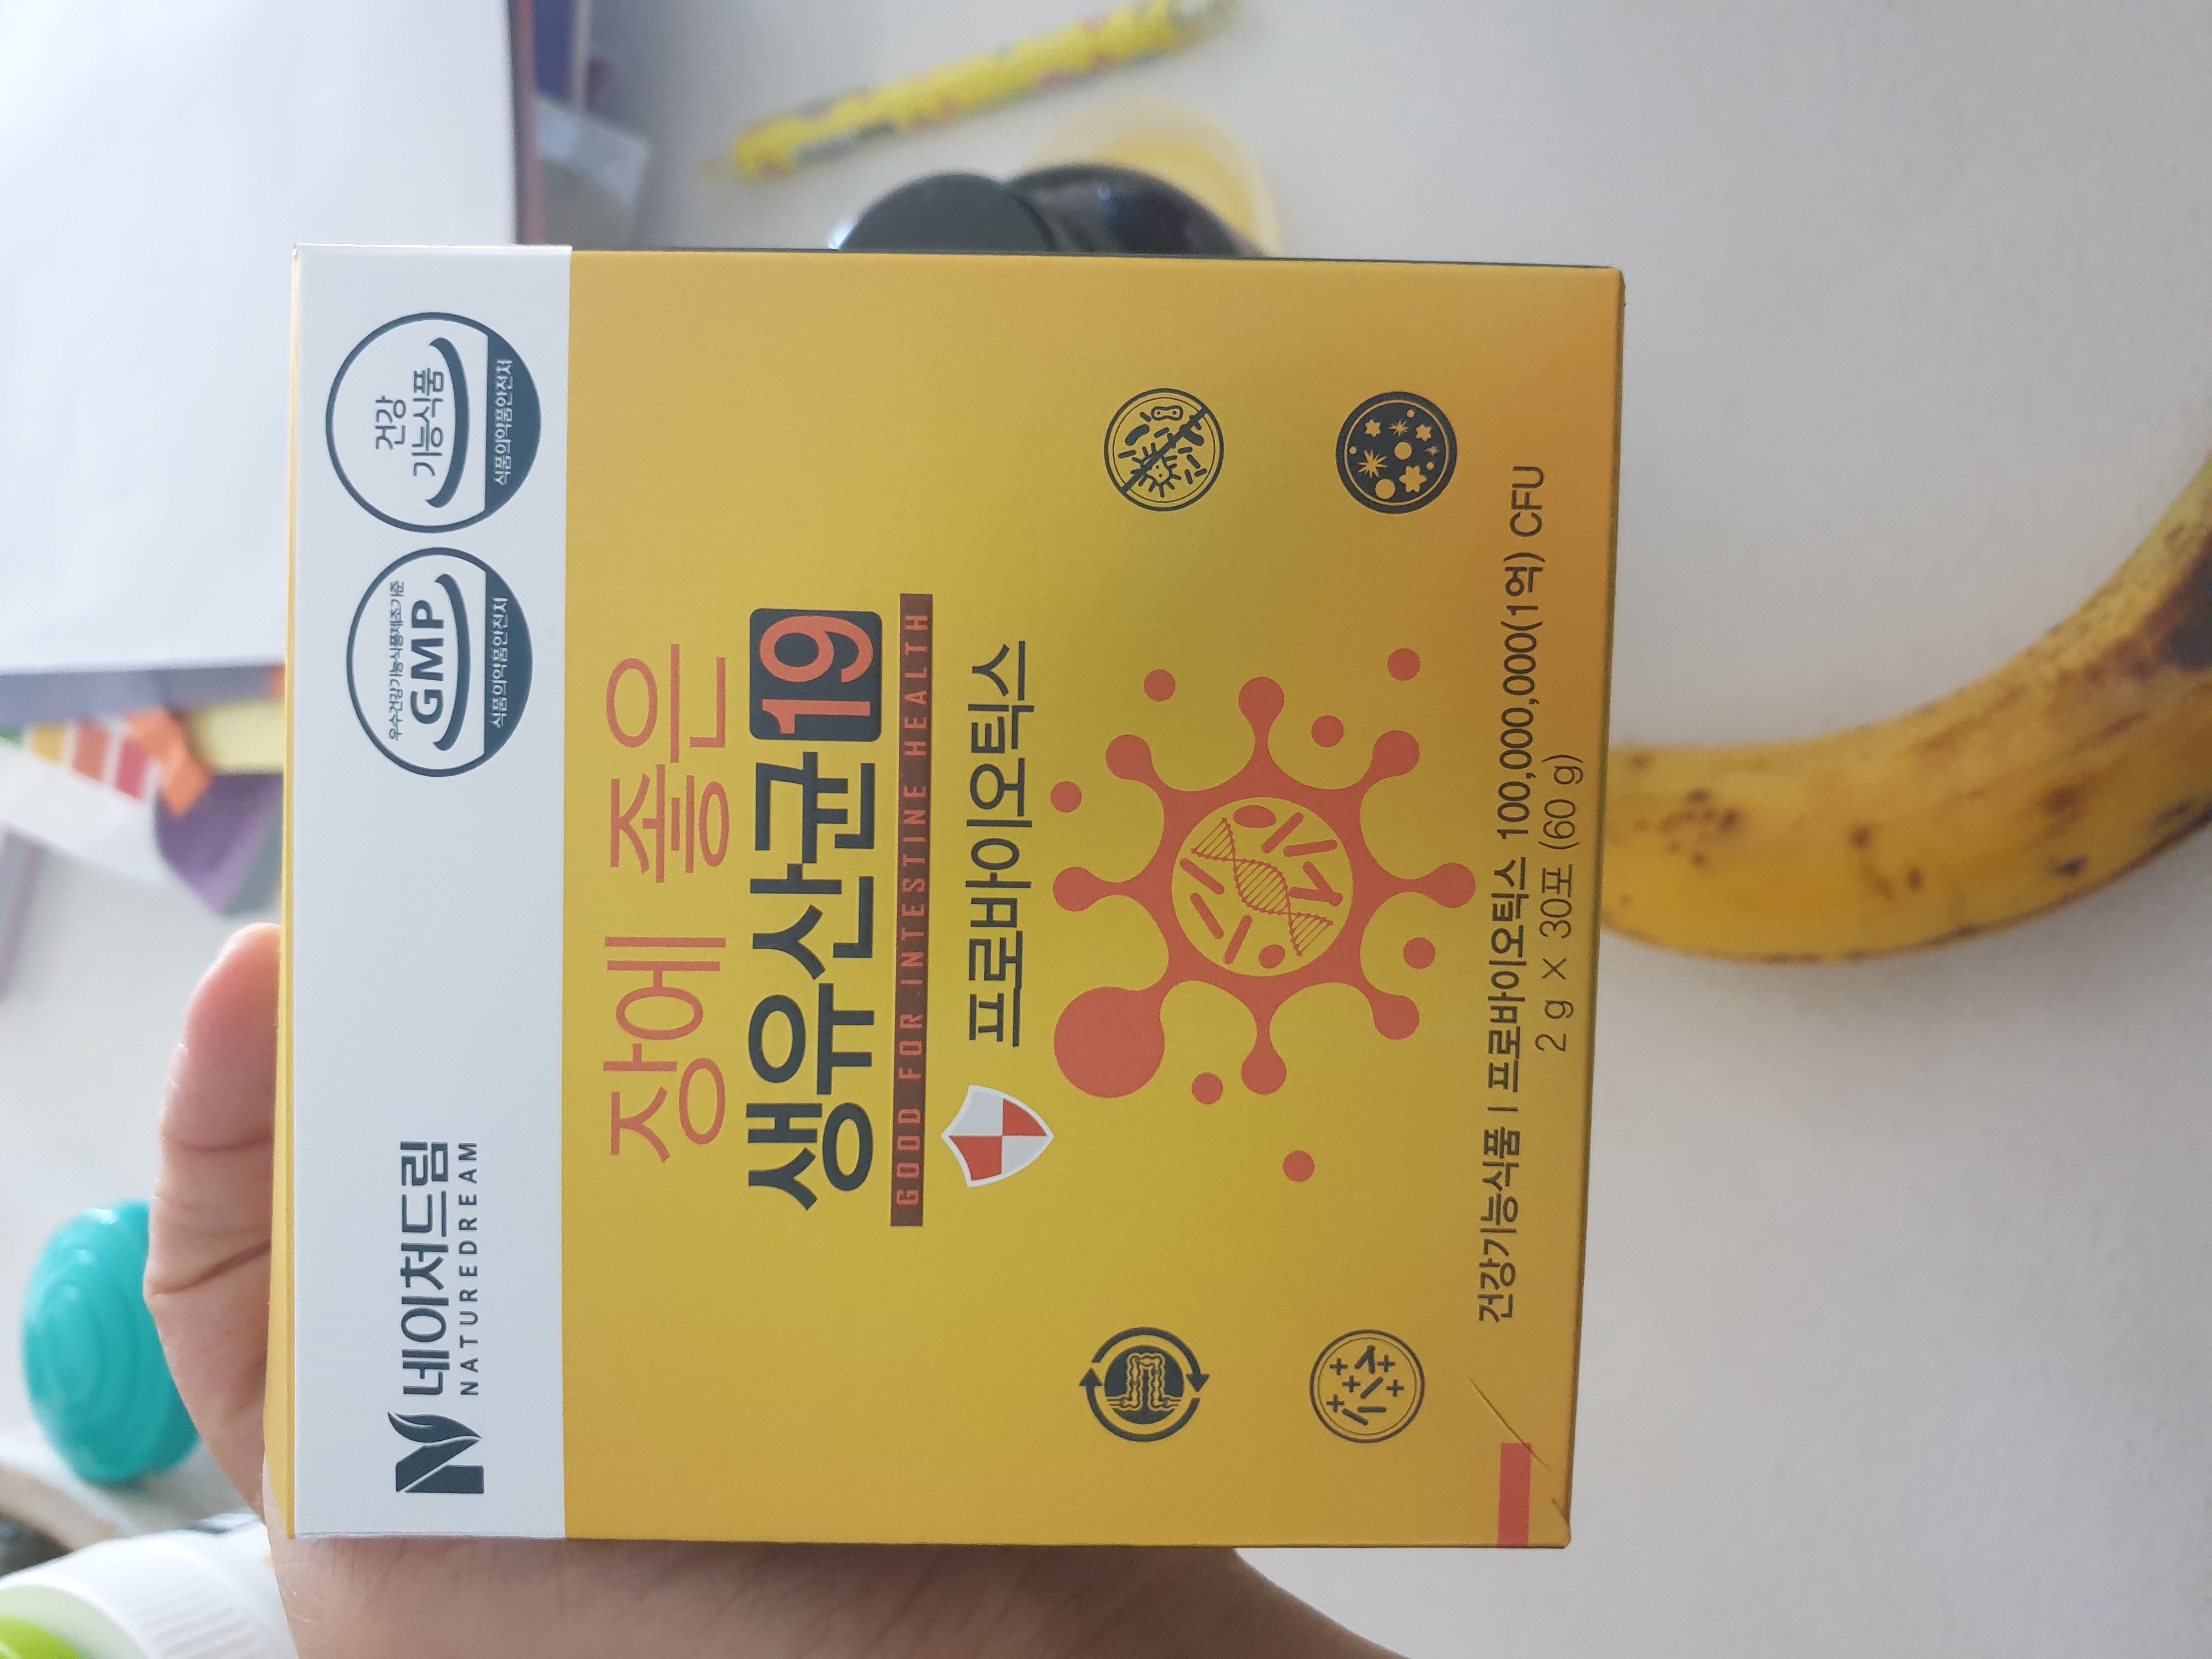 네이처드림
NATUREDREAM
우수건강기능식품제조기준
GMP
식품의약품안전처
건강
기능식품
식품의약품안전처
장에 좋은
생유산균19
GOOD FOR INTESTINE HEALTH
프로바이오틱스
건강기능식품 | 프로바이오틱스 100,000,000(1억) CFU
2 g × 30포 (60 g)